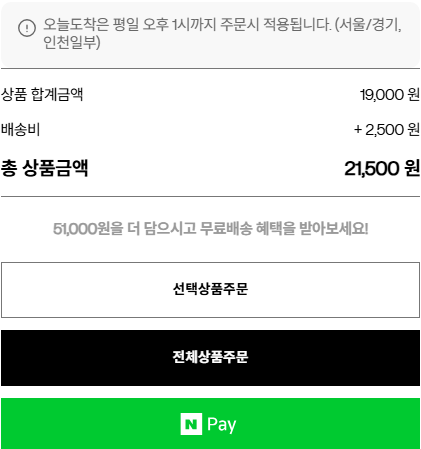 오늘도착은 평일 오후 1시까지 주문시 적용됩니다. (서울/경기,
인천일부)
상품 합계금액 19,000 원
배송비 + 2,500 원
총 상품금액 21,500 원
51,000원을 더 담으시고 무료배송 혜택을 받아보세요!
선택상품주문
전체상품주문
N Pay